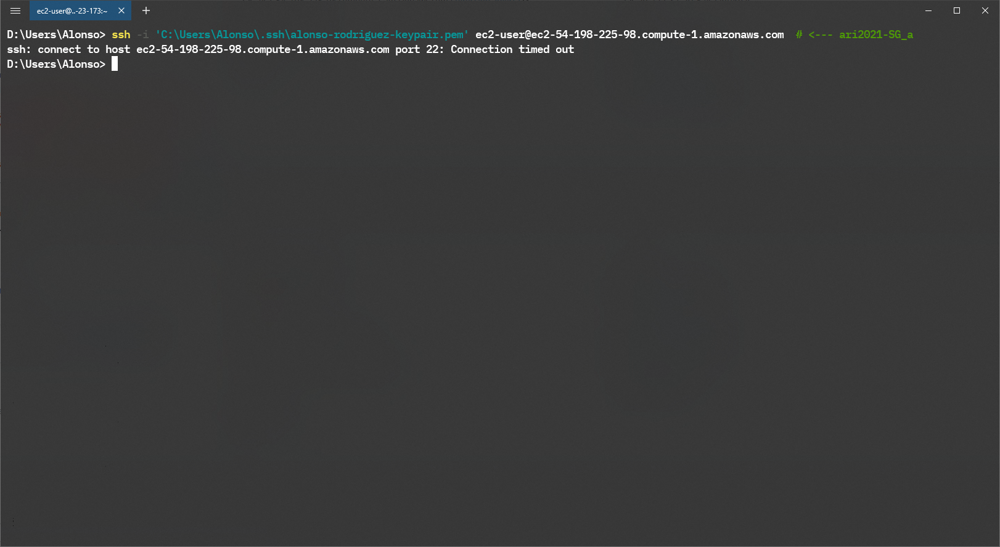 ec2-user@..-23-173:~
D:\Users\Alonso> ssh -i 'C:\Users\Alonso\.ssh\alonso-rodriguez-keypair.pem' ec2-user@ec2-54-198-225-98.compute-1.amazonaws.com  # <--- ari2021-SG_a
ssh: connect to host ec2-54-198-225-98.compute-1.amazonaws.com port 22: Connection timed out
D:\Users\Alonso>